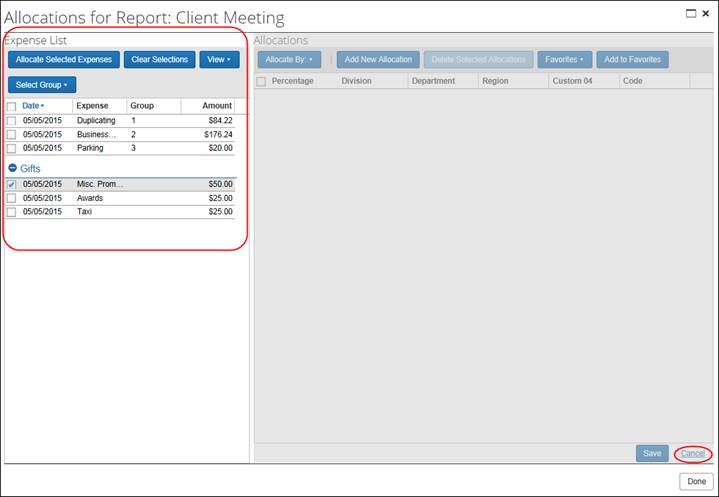 Allocations for Report: Client Meeting
Expense List
Allocate Selected Expenses Clear Selections View
Select Group
Date Expense Group Amount
05/05/2015 Duplicating 1 $84.22
05/05/2015 Business... 2 $176.24
05/05/2015 Parking 3 $20.00
Gifts
05/05/2015 Misc. Prom... $50.00
05/05/2015 Awards $25.00
05/05/2015 Taxi $25.00
Allocations
Allocate By: | Add New Allocation Delete Selected Allocations Favorites Add to Favorites
Percentage Division Department Region Custom 04 Code
Save Cancel
Done